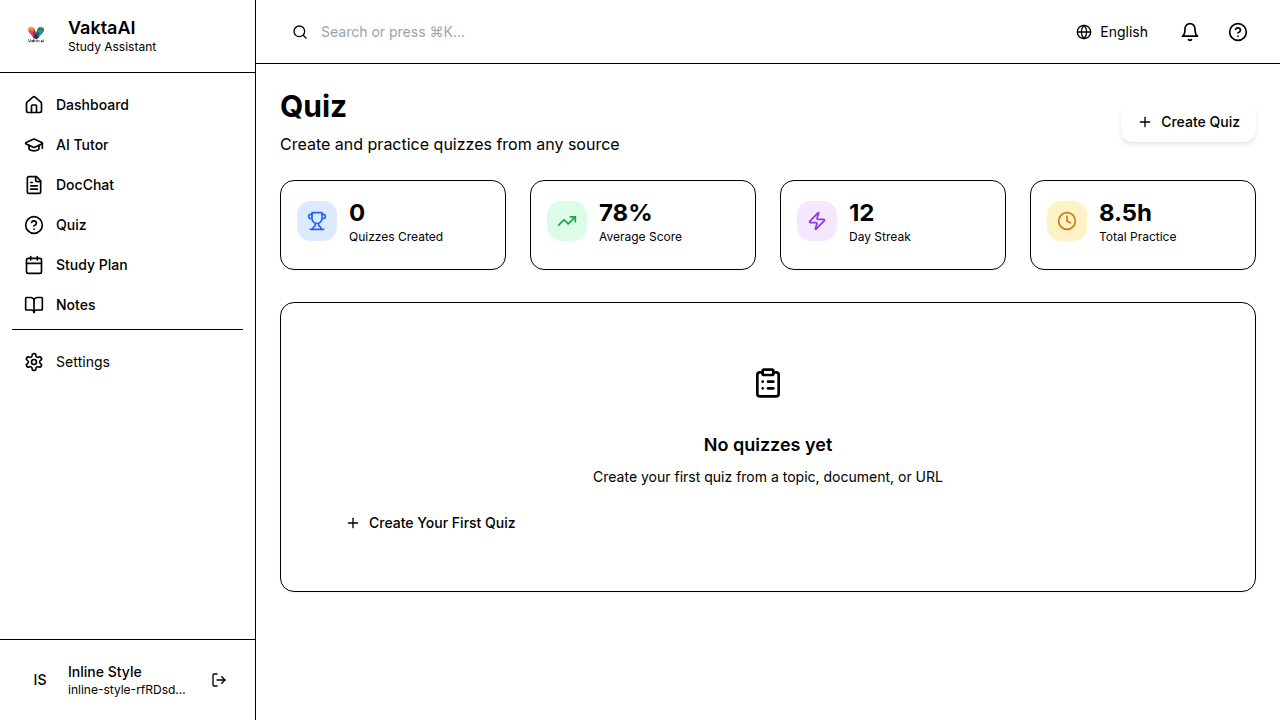 VaktaAI
Study Assistant
Dashboard
AI Tutor
DocChat
Quiz
Study Plan
Notes
Settings
IS
Inline Style
inline-style-rfRDsd...
Search or press ⌘K...
English
Quiz
Create and practice quizzes from any source
Create Quiz
0
Quizzes Created
78%
Average Score
12
Day Streak
8.5h
Total Practice
No quizzes yet
Create your first quiz from a topic, document, or URL
Create Your First Quiz